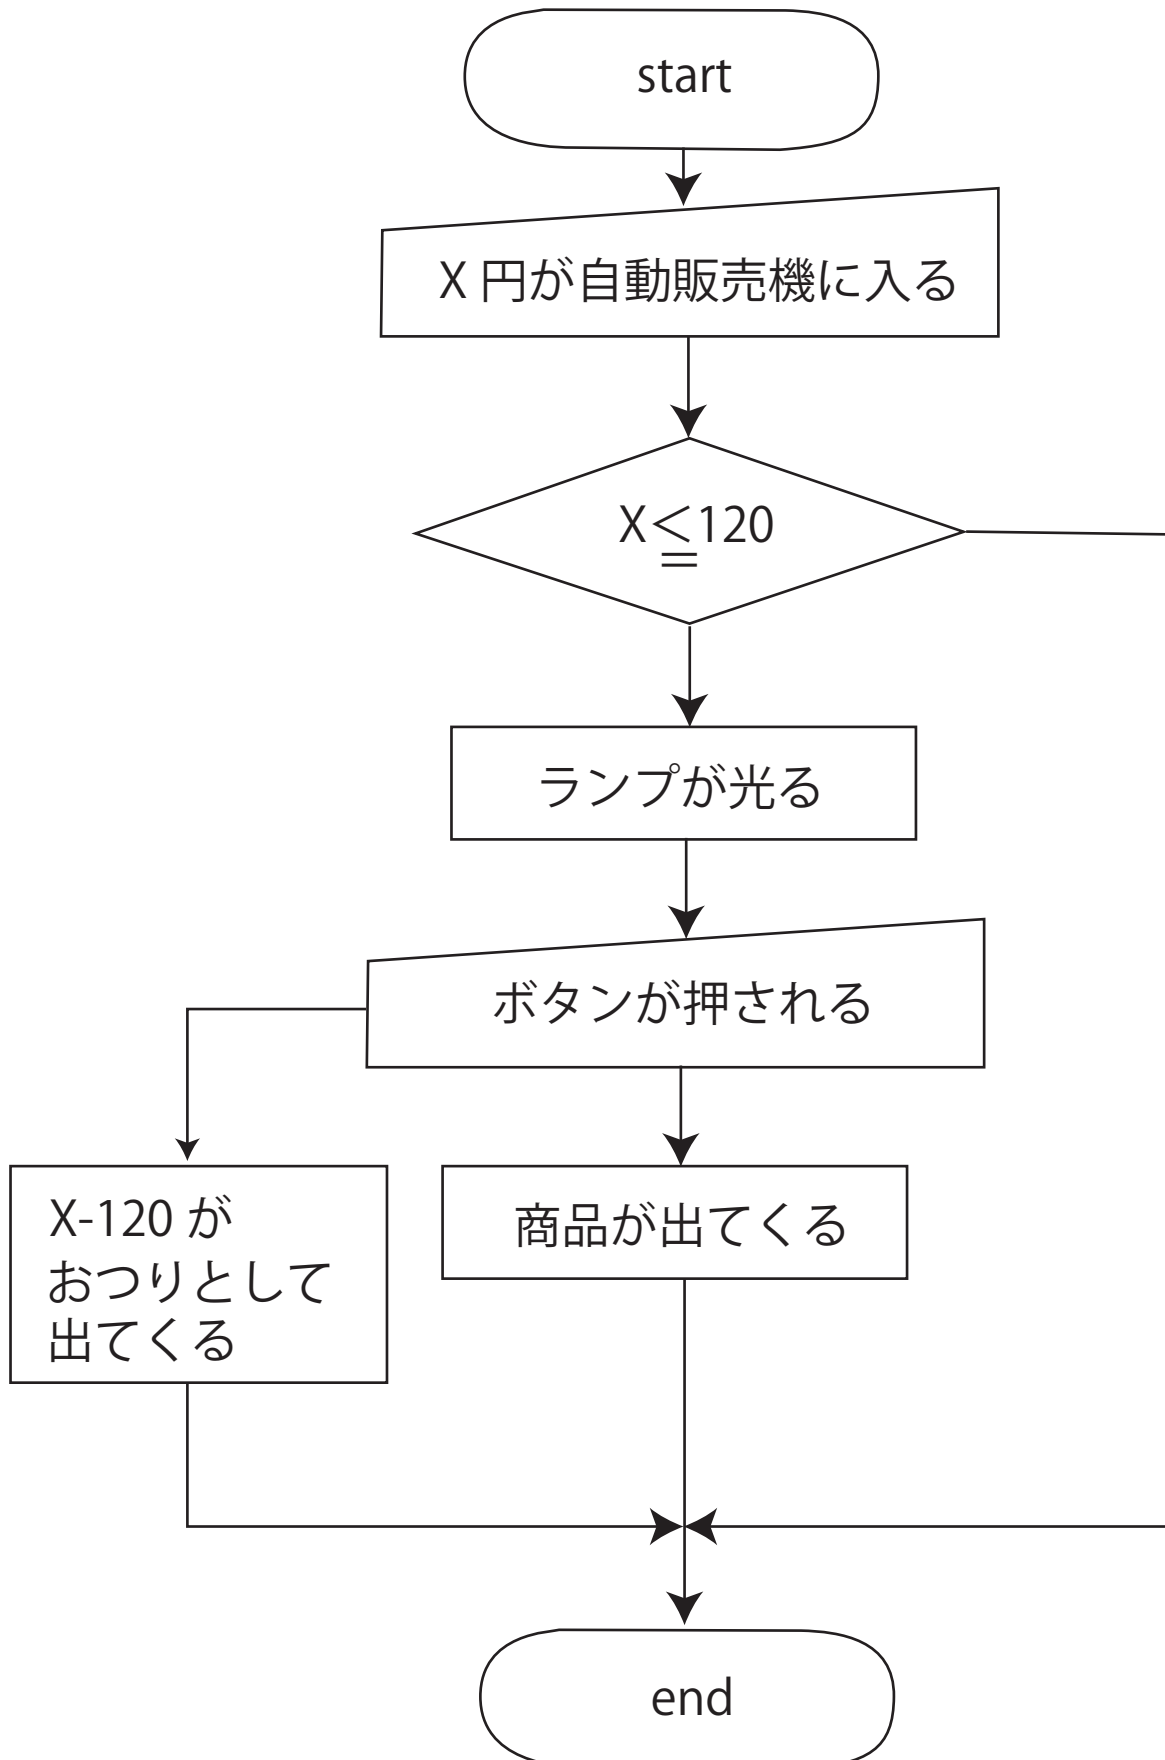 start
X 円が自動販売機に入る
X≦120
ランプが光る
ボタンが押される
X-120 が
おつりとして
出てくる
商品が出てくる
end